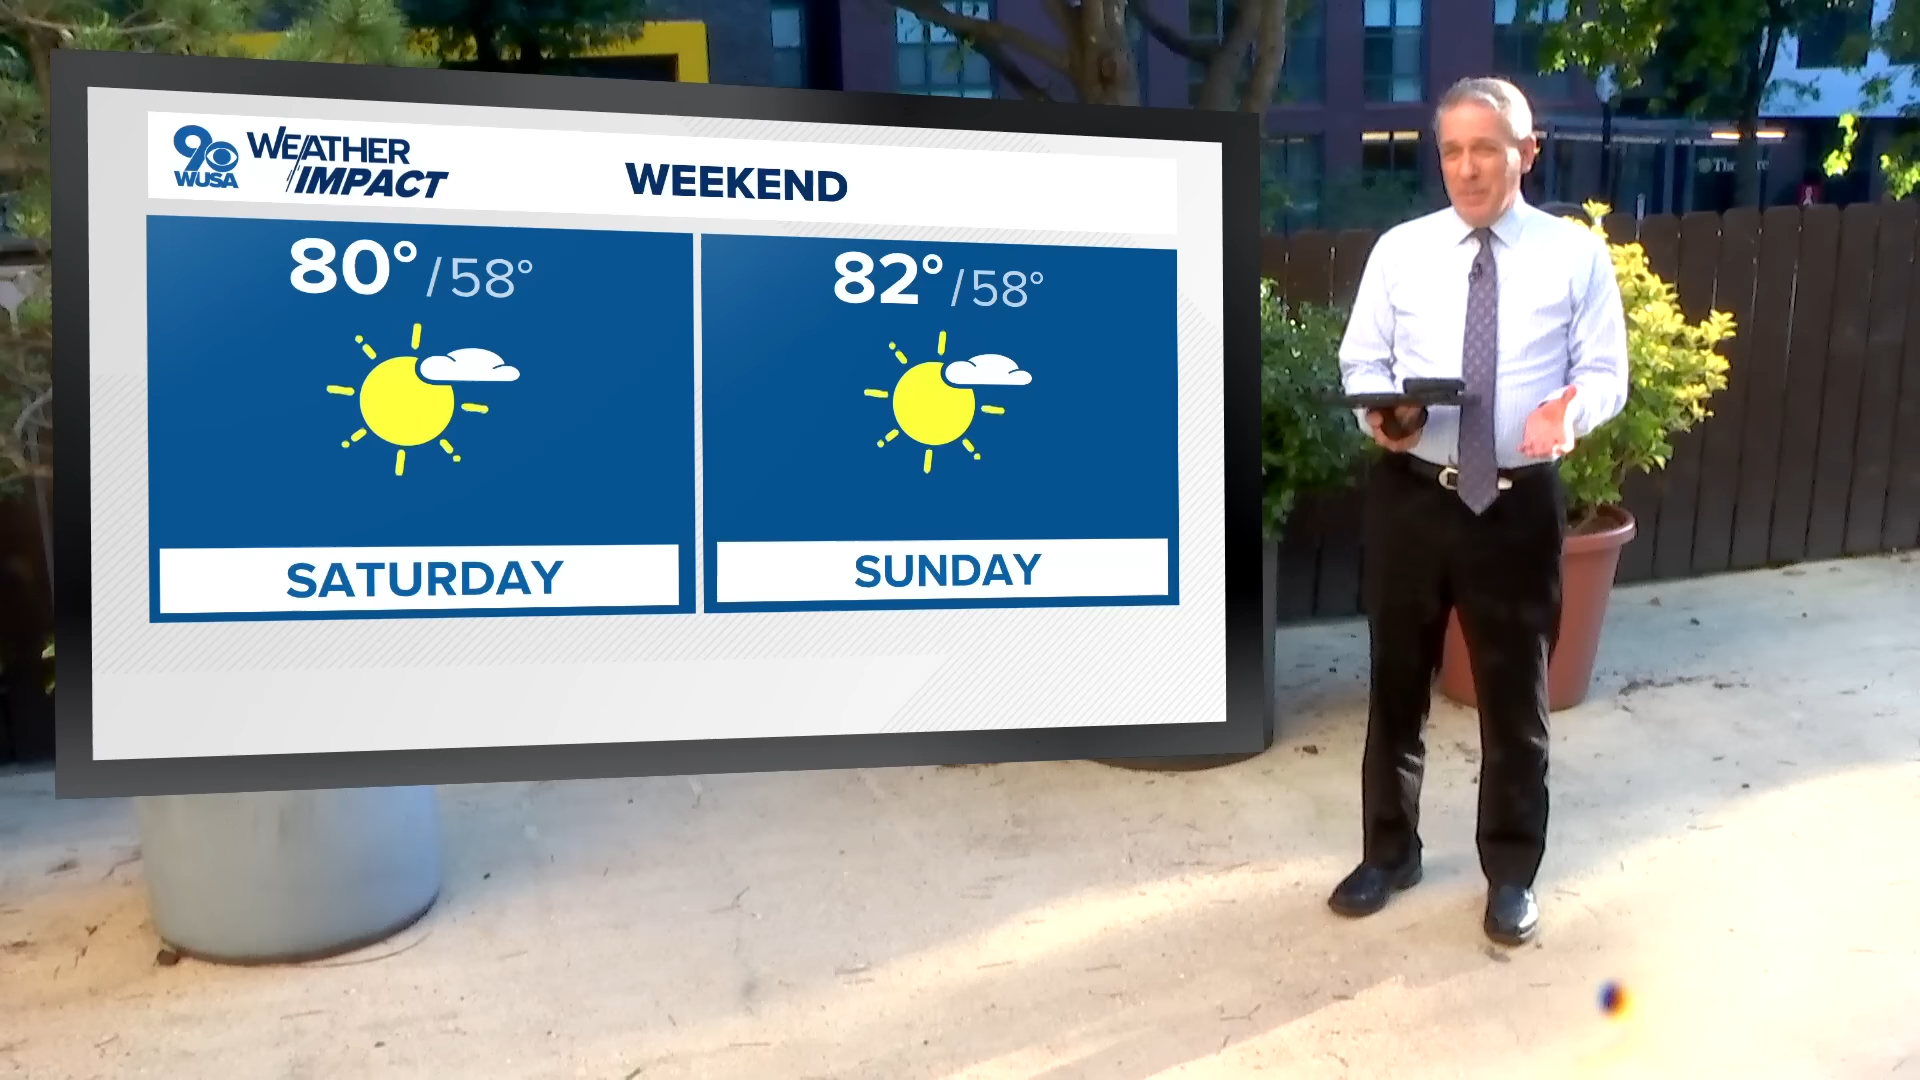 9 WUSA
WEATHER
IMPACT
WEEKEND
80°/58°
82°/58°
SATURDAY
SUNDAY